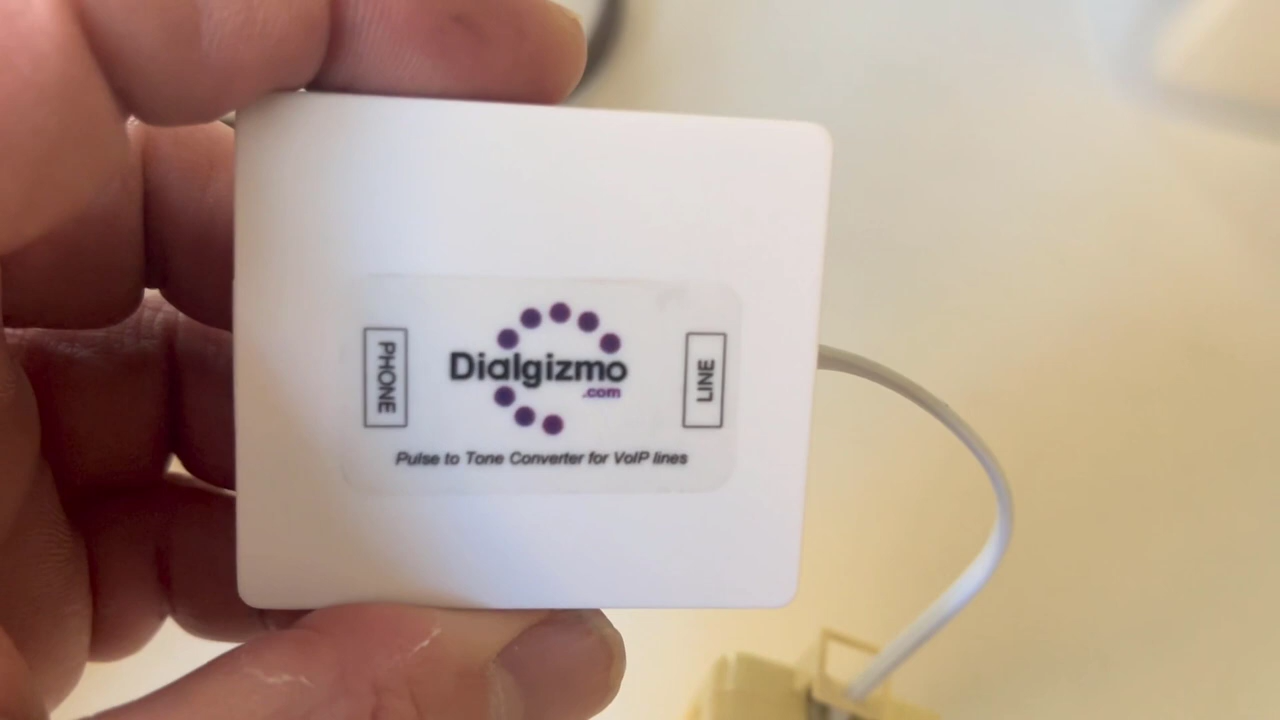 PHONE
Dialgizmo
.com
LINE
Pulse to Tone Converter for VoIP lines